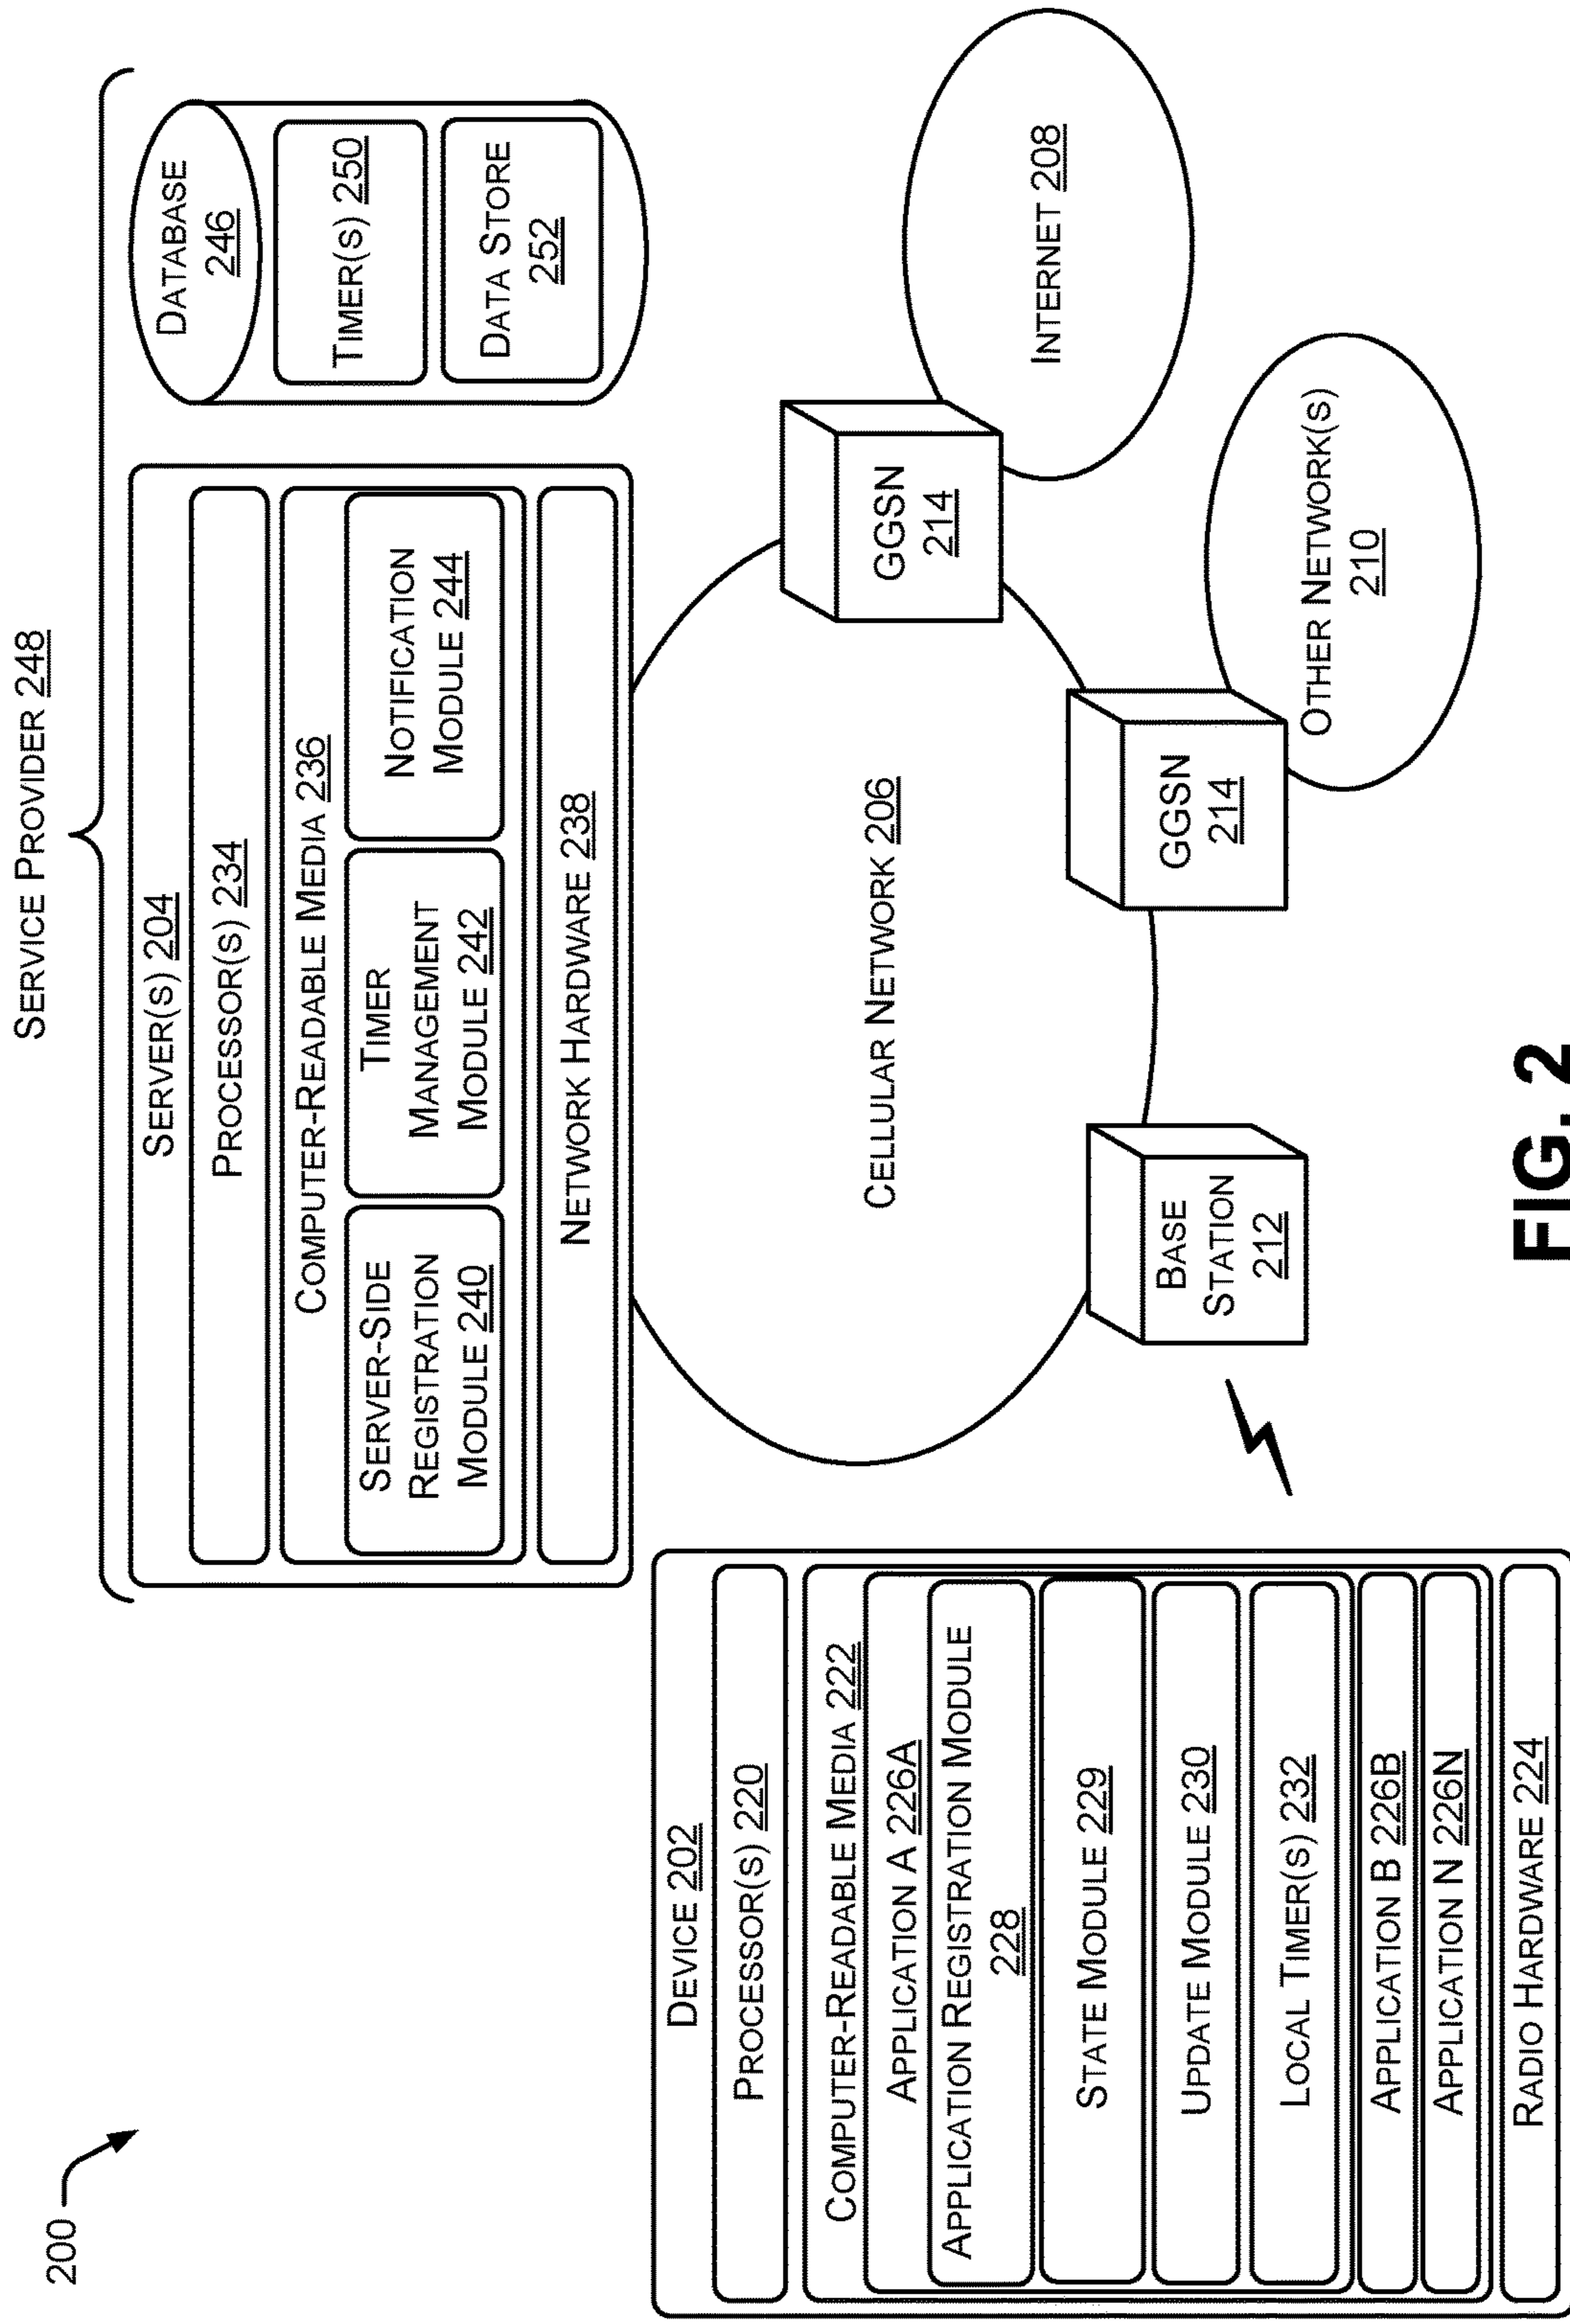 200
SERVICE PROVIDER 248
SERVER(S) 204
PROCESSOR(S) 234
COMPUTER-READABLE MEDIA 236
SERVER-SIDE
REGISTRATION
MODULE 240
TIMER
MANAGEMENT
MODULE 242
NOTIFICATION
MODULE 244
NETWORK HARDWARE 238
DATABASE
246
TIMER(S) 250
DATA STORE
252
DEVICE 202
PROCESSOR(S) 220
COMPUTER-READABLE MEDIA 222
APPLICATION A 226A
APPLICATION REGISTRATION MODULE
228
STATE MODULE 229
UPDATE MODULE 230
LOCAL TIMER(S) 232
APPLICATION B 226B
APPLICATION N 226N
RADIO HARDWARE 224
CELLULAR NETWORK 206
BASE
STATION
212
GGSN
214
GGSN
214
INTERNET 208
OTHER NETWORK(S)
210
FIG. 2